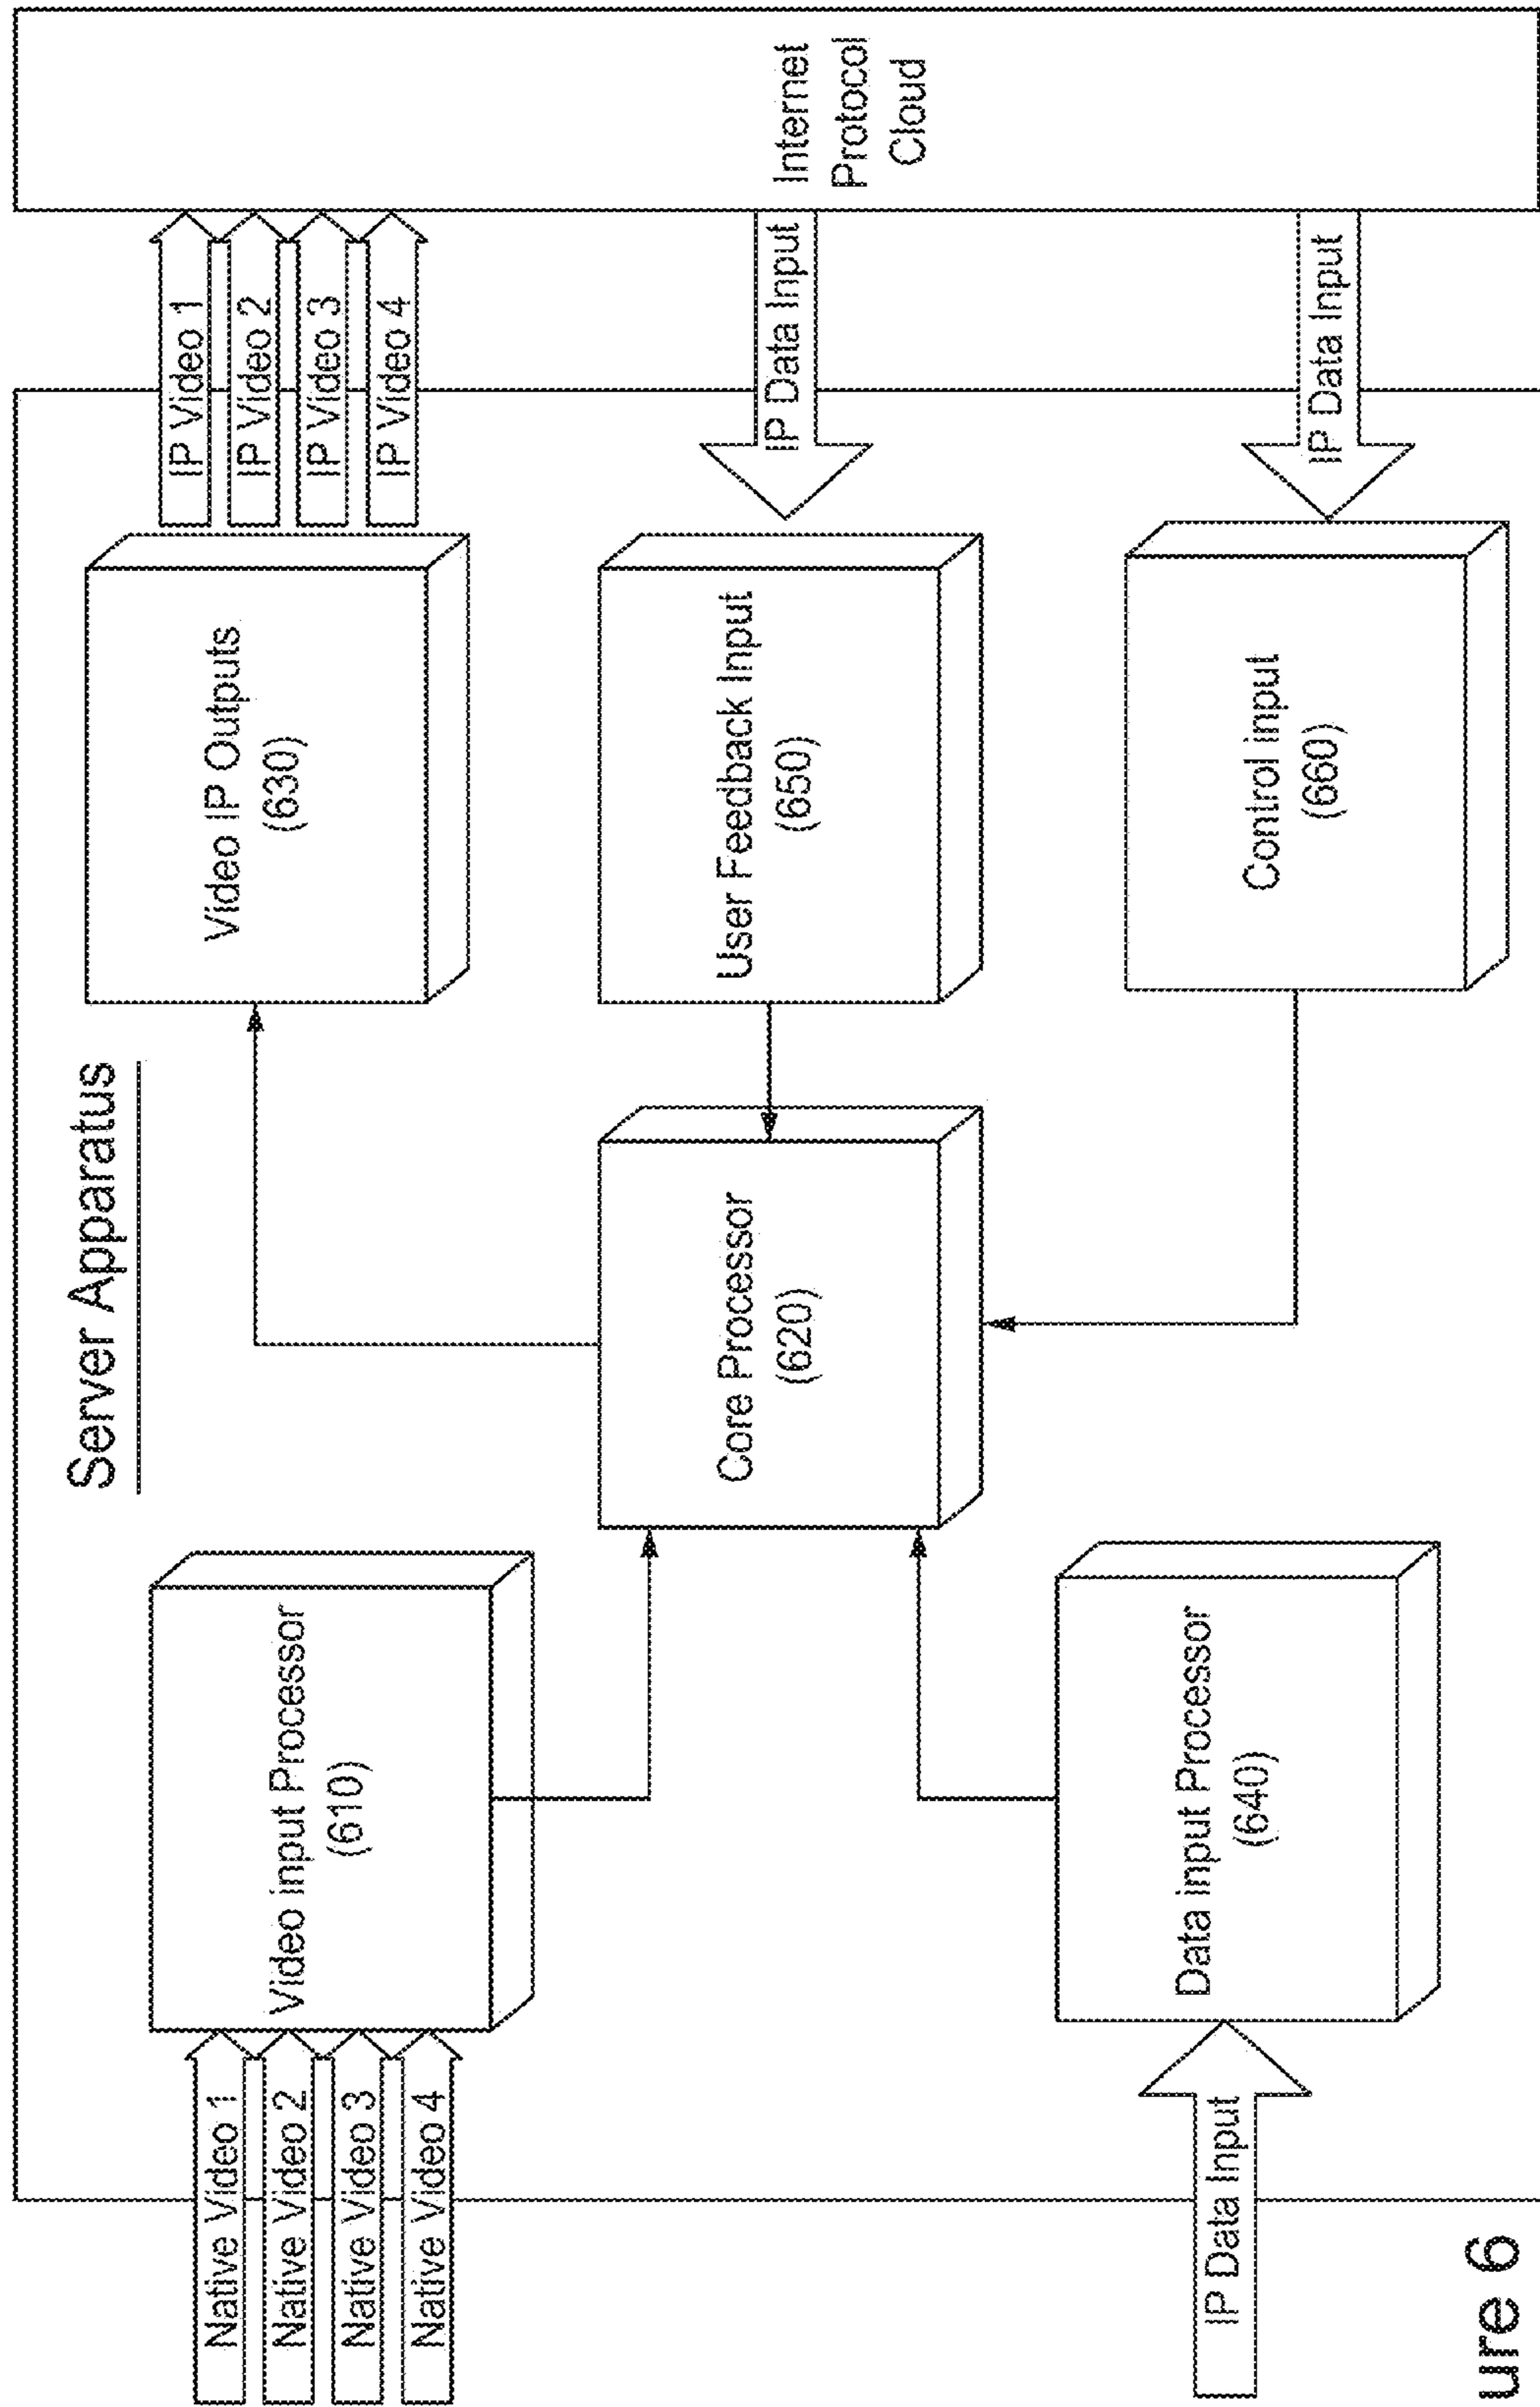 Server Apparatus
Native Video 1
Native Video 2
Native Video 3
Native Video 4
Video input Processor
(610)
Core Processor
(620)
Video IP Outputs
(630)
IP Video 1
IP Video 2
IP Video 3
IP Video 4
User Feedback Input
(650)
IP Data Input
Internet
Protocol
Cloud
IP Data Input
Data input Processor
(640)
Control input
(660)
IP Data Input
ure 6